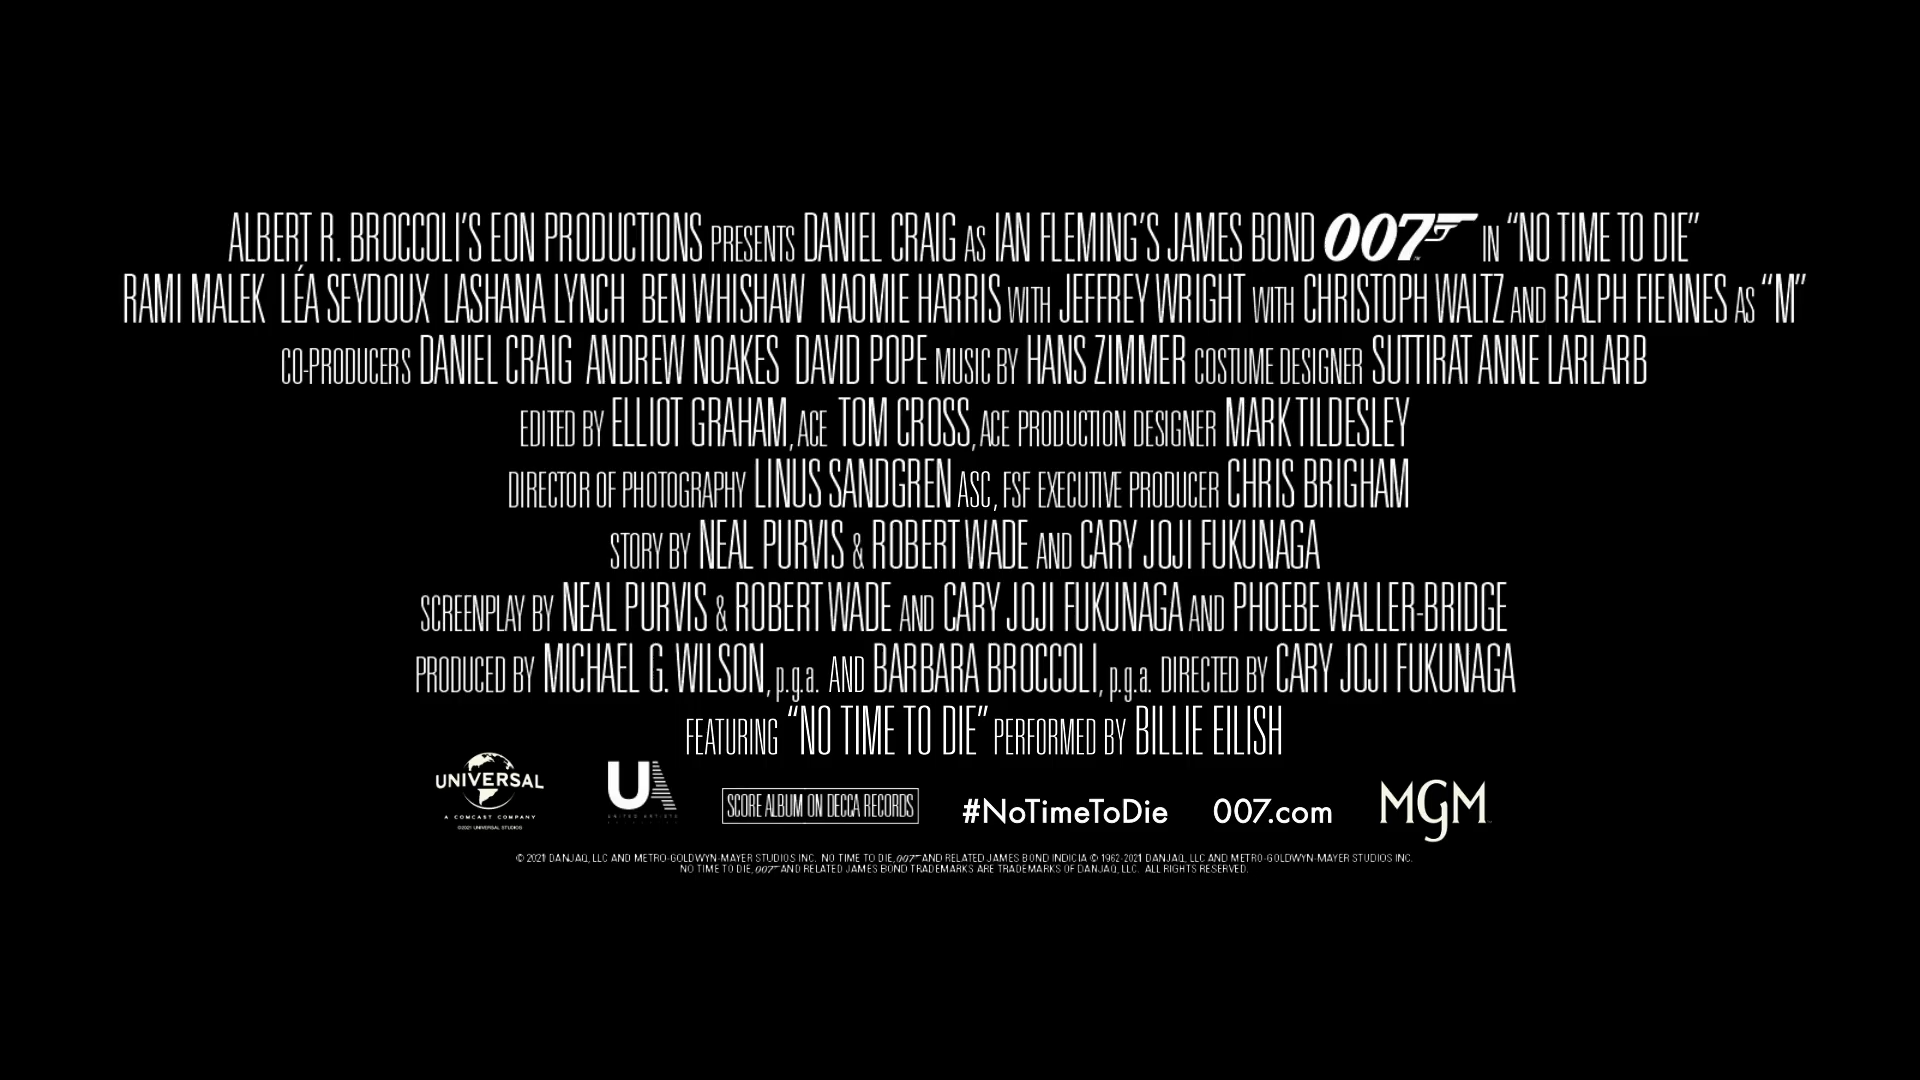 ALBERT R. BROCCOLI'S EON PRODUCTIONS PRESENTS DANIEL CRAIG AS IAN FLEMING'S JAMES BOND 007 IN “NO TIME TO DIE”
RAMI MALEK LÉA SEYDOUX LASHANA LYNCH BEN WHISHAW NAOMIE HARRIS WITH JEFFREY WRIGHT WITH CHRISTOPH WALTZ AND RALPH FIENNES AS “M”
CO-PRODUCERS DANIEL CRAIG ANDREW NOAKES DAVID POPE MUSIC BY HANS ZIMMER COSTUME DESIGNER SUTTIRAT ANNE LARLARB
EDITED BY ELLIOT GRAHAM, ACE TOM CROSS, ACE PRODUCTION DESIGNER MARK TILDESLEY
DIRECTOR OF PHOTOGRAPHY LINUS SANDGREN ASC, FSF EXECUTIVE PRODUCER CHRIS BRIGHAM
STORY BY NEAL PURVIS & ROBERT WADE AND CARY JOJI FUKUNAGA
SCREENPLAY BY NEAL PURVIS & ROBERT WADE AND CARY JOJI FUKUNAGA AND PHOEBE WALLER-BRIDGE
PRODUCED BY MICHAEL G. WILSON, p.g.a. AND BARBARA BROCCOLI, p.g.a. DIRECTED BY CARY JOJI FUKUNAGA
FEATURING “NO TIME TO DIE” PERFORMED BY BILLIE EILISH
UNIVERSAL
A COMCAST COMPANY
©2021 UNIVERSAL STUDIOS
UA
UNITED ARTISTS
SCORE ALBUM ON DECCA RECORDS
#NoTimeToDie
007.com
MGM
© 2021 DANJAQ, LLC AND METRO-GOLDWYN-MAYER STUDIOS INC. NO TIME TO DIE, 007 AND RELATED JAMES BOND INDICIA © 1962-2021 DANJAQ, LLC AND METRO-GOLDWYN-MAYER STUDIOS INC.
NO TIME TO DIE, 007 AND RELATED JAMES BOND TRADEMARKS ARE TRADEMARKS OF DANJAQ, LLC. ALL RIGHTS RESERVED.